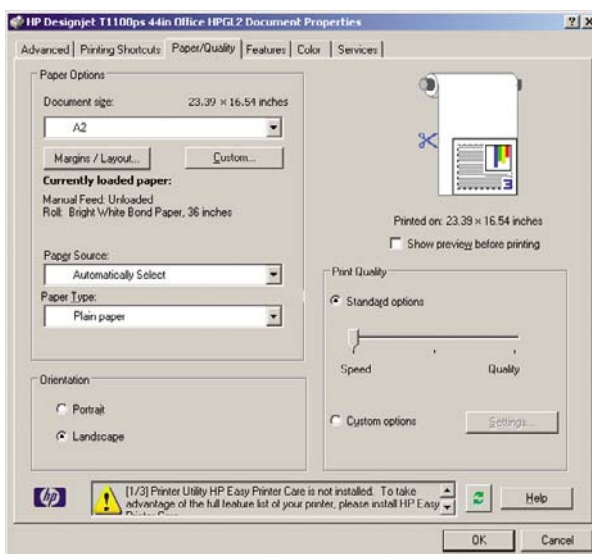 HP Designjet T1100ps 44in Office HPGL2 Document Properties
Advanced
Printing Shortcuts
Paper/Quality
Features
Color
Services
Paper Options
Document size:
23.39 × 16.54 inches
A2
Margins / Layout...
Custom...
Currently loaded paper:
Manual Feed: Unloaded
Roll: Bright White Bond Paper, 36 inches
Paper Source:
Automatically Select
Paper Type:
Plain paper
Orientation
Portrait
Landscape
3
Printed on: 23.39 × 16.54 inches
Show preview before printing
Print Quality
Standard options
Speed
Quality
Custom options
Settings...
hp
[1/3] Printer Utility HP Easy Printer Care is not installed. To take
advantage of the full feature list of your printer, please install HP Easy
Printer Care
Help
OK
Cancel